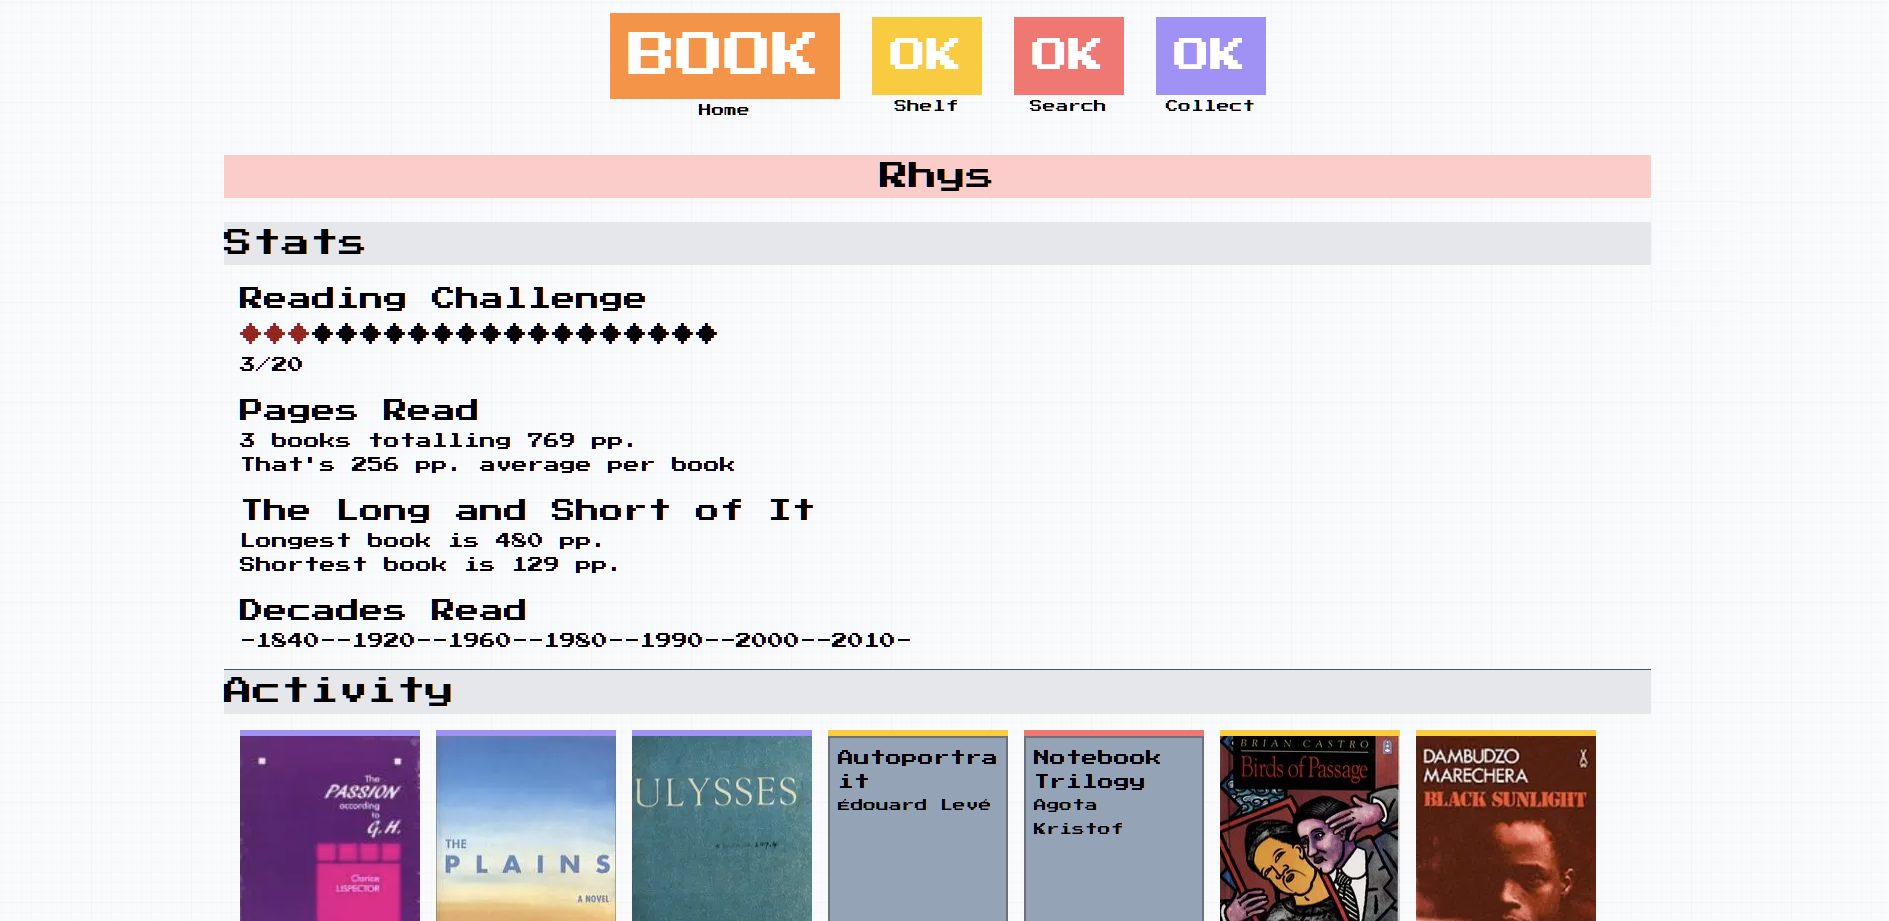 BOOK
Home
OK
Shelf
OK
Search
OK
Collect
Rhys
Stats
Reading Challenge
3/20
Pages Read
3 books totalling 769 pp.
That's 256 pp. average per book
The Long and Short of It
Longest book is 480 pp.
Shortest book is 129 pp.
Decades Read
-1840--1920--1960--1980--1990--2000--2010-
Activity
The
PASSION
according
to
G.H.
Clarice
LISPECTOR
THE
PLAINS
A NOVEL
ULYSSES
Autoportra
it
Édouard Levé
Notebook
Trilogy
Agota
Kristof
BRIAN CASTRO
Birds of Passage
DAMBUDZO
MARECHERA
BLACK SUNLIGHT